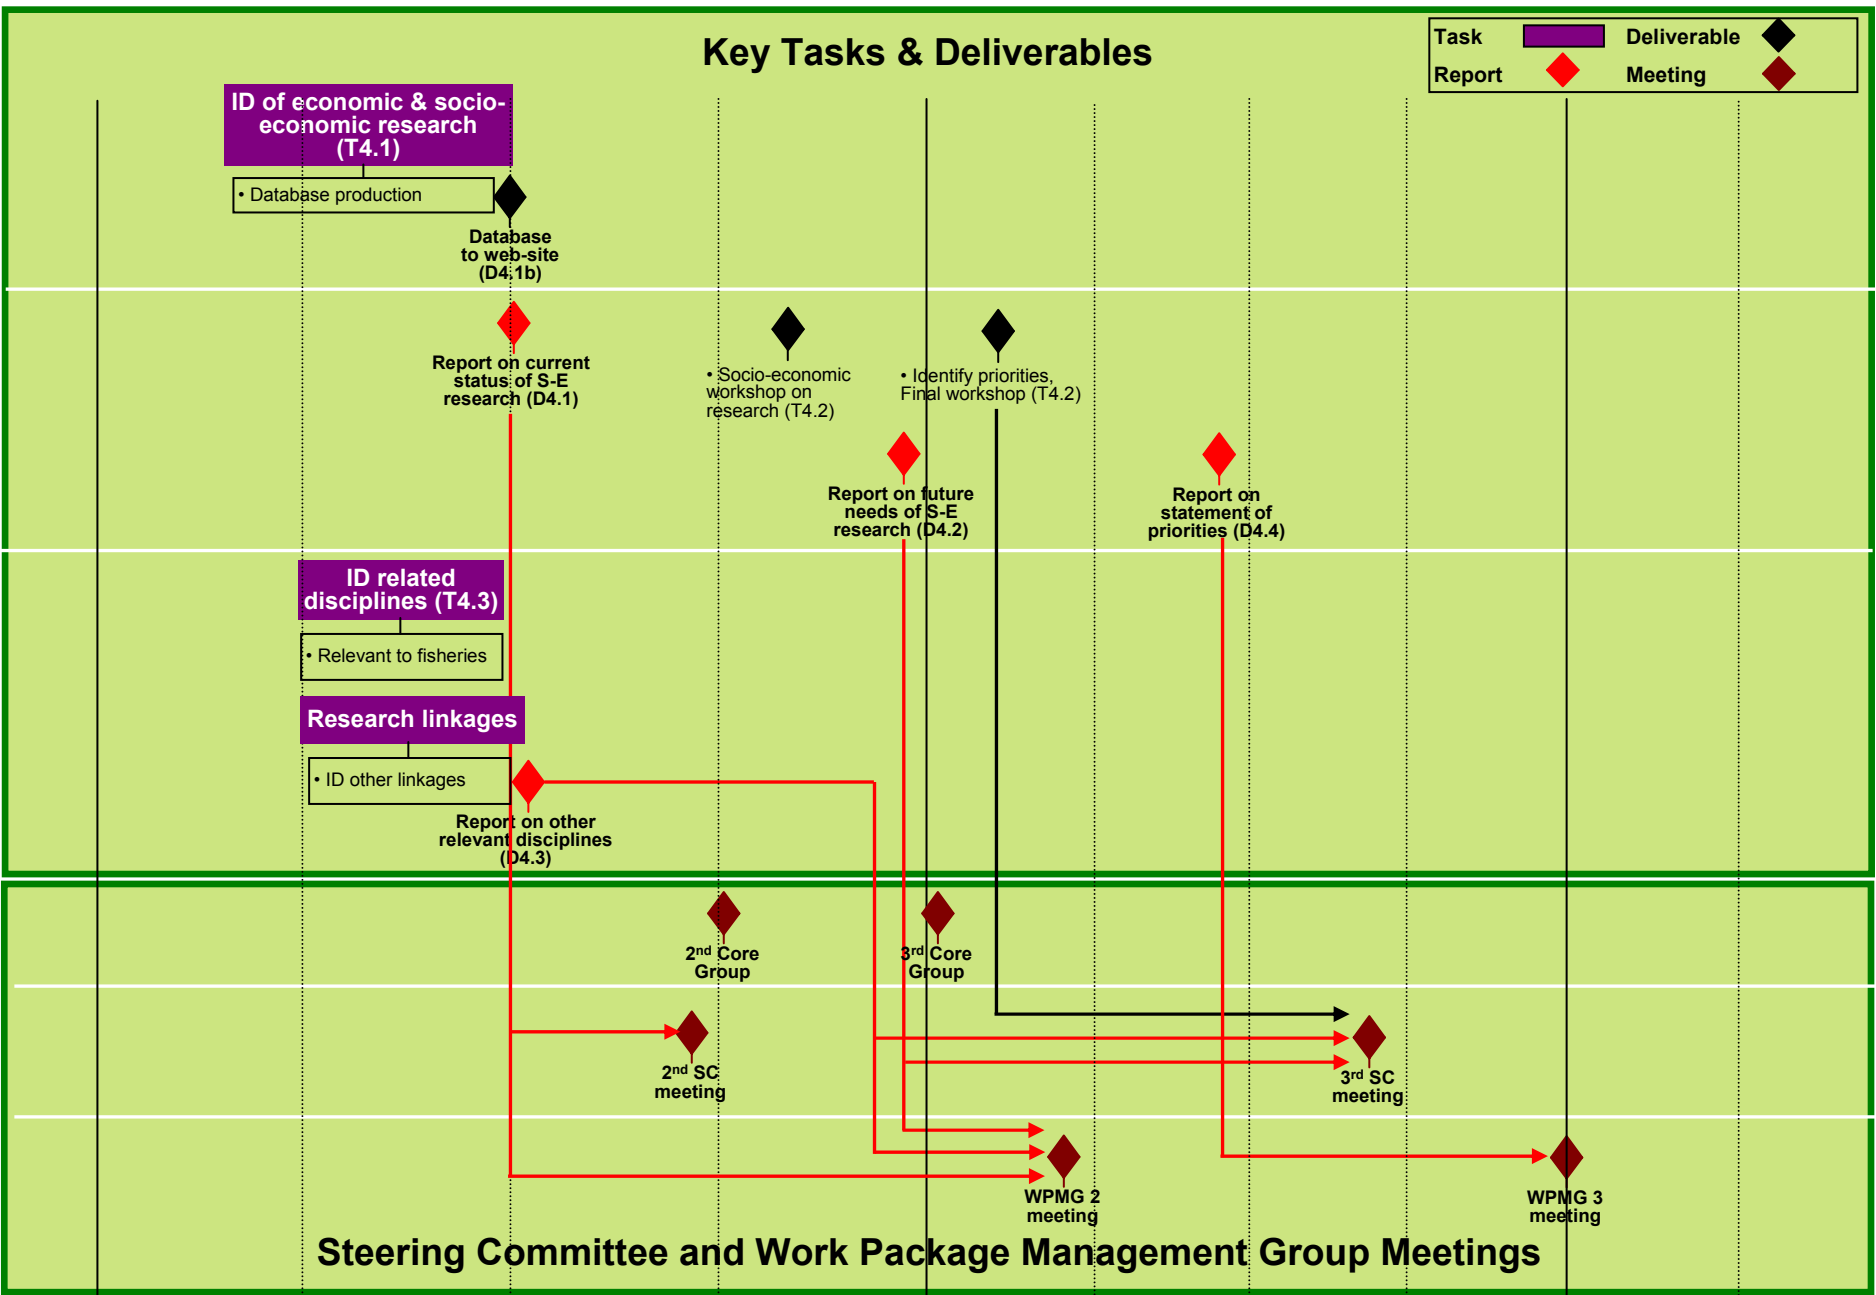 Key Tasks & Deliverables
Task
Deliverable
Report
Meeting
ID of economic & socio-
economic research
(T4.1)
• Database production
Database
to web-site
(D4.1b)
Report on current
status of S-E
research (D4.1)
• Socio-economic
workshop on
research (T4.2)
• Identify priorities,
Final workshop (T4.2)
Report on future
needs of S-E
research (D4.2)
Report on
statement of
priorities (D4.4)
ID related
disciplines (T4.3)
• Relevant to fisheries
Research linkages
• ID other linkages
Report on other
relevant disciplines
(D4.3)
2nd Core
Group
3rd Core
Group
2nd SC
meeting
3rd SC
meeting
WPMG 2
meeting
WPMG 3
meeting
Steering Committee and Work Package Management Group Meetings